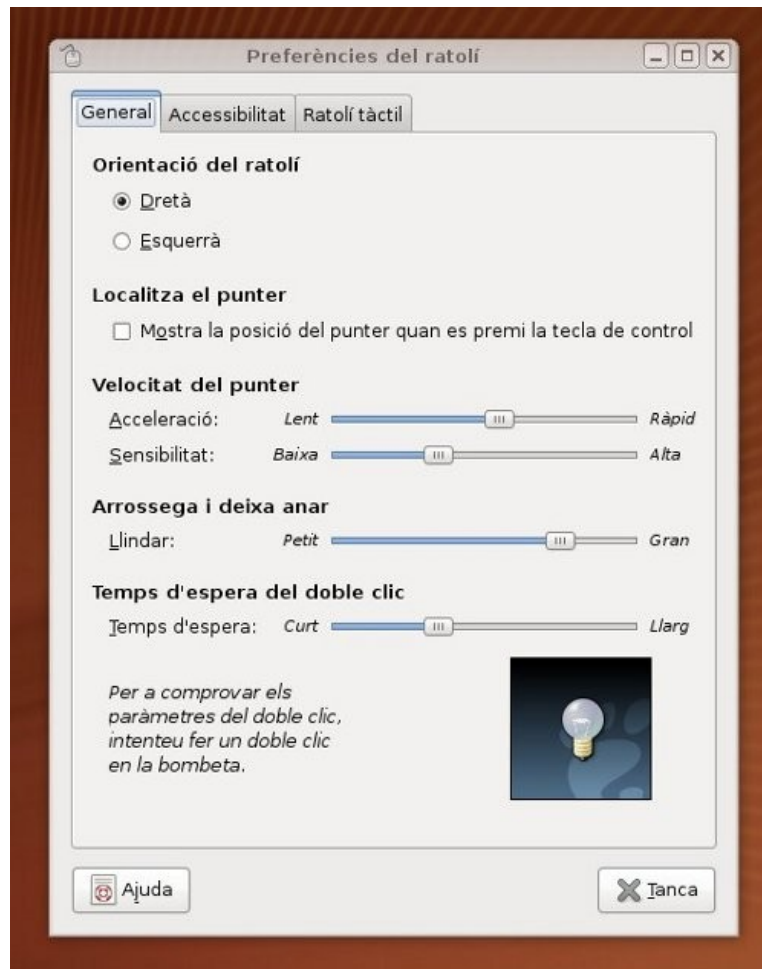 Preferències del ratolí
General Accessibilitat Ratolí tàctil
Orientació del ratolí
Dretà
Esquerrà
Localitza el punter
Mostra la posició del punter quan es premi la tecla de control
Velocitat del punter
Acceleració: Lent Ràpid
Sensibilitat: Baixa Alta
Arrossega i deixa anar
Llindar: Petit Gran
Temps d'espera del doble clic
Temps d'espera: Curt Llarg
Per a comprovar els
paràmetres del doble clic,
intenteu fer un doble clic
en la bombeta.
Ajuda Tanca